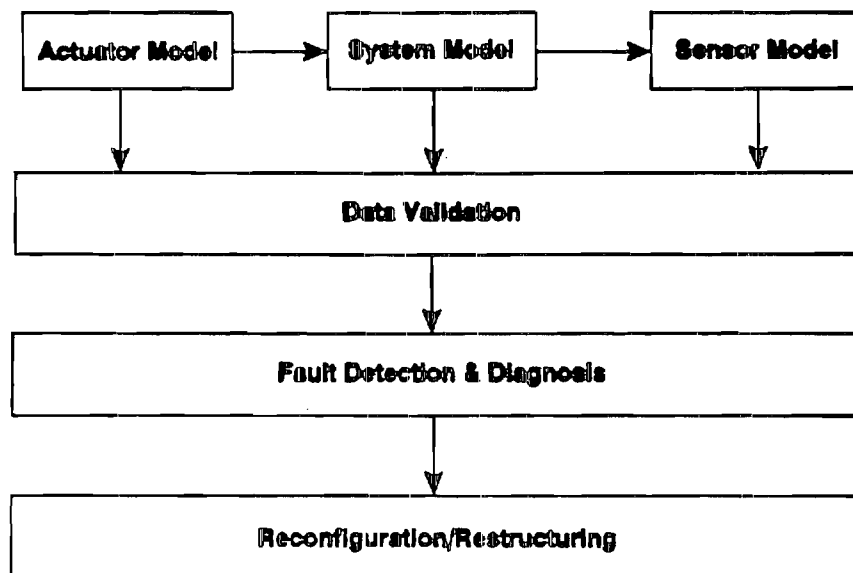 Actuator Model
System Model
Sensor Model
Data Validation
Fault Detection & Diagnosis
Reconfiguration/Restructuring